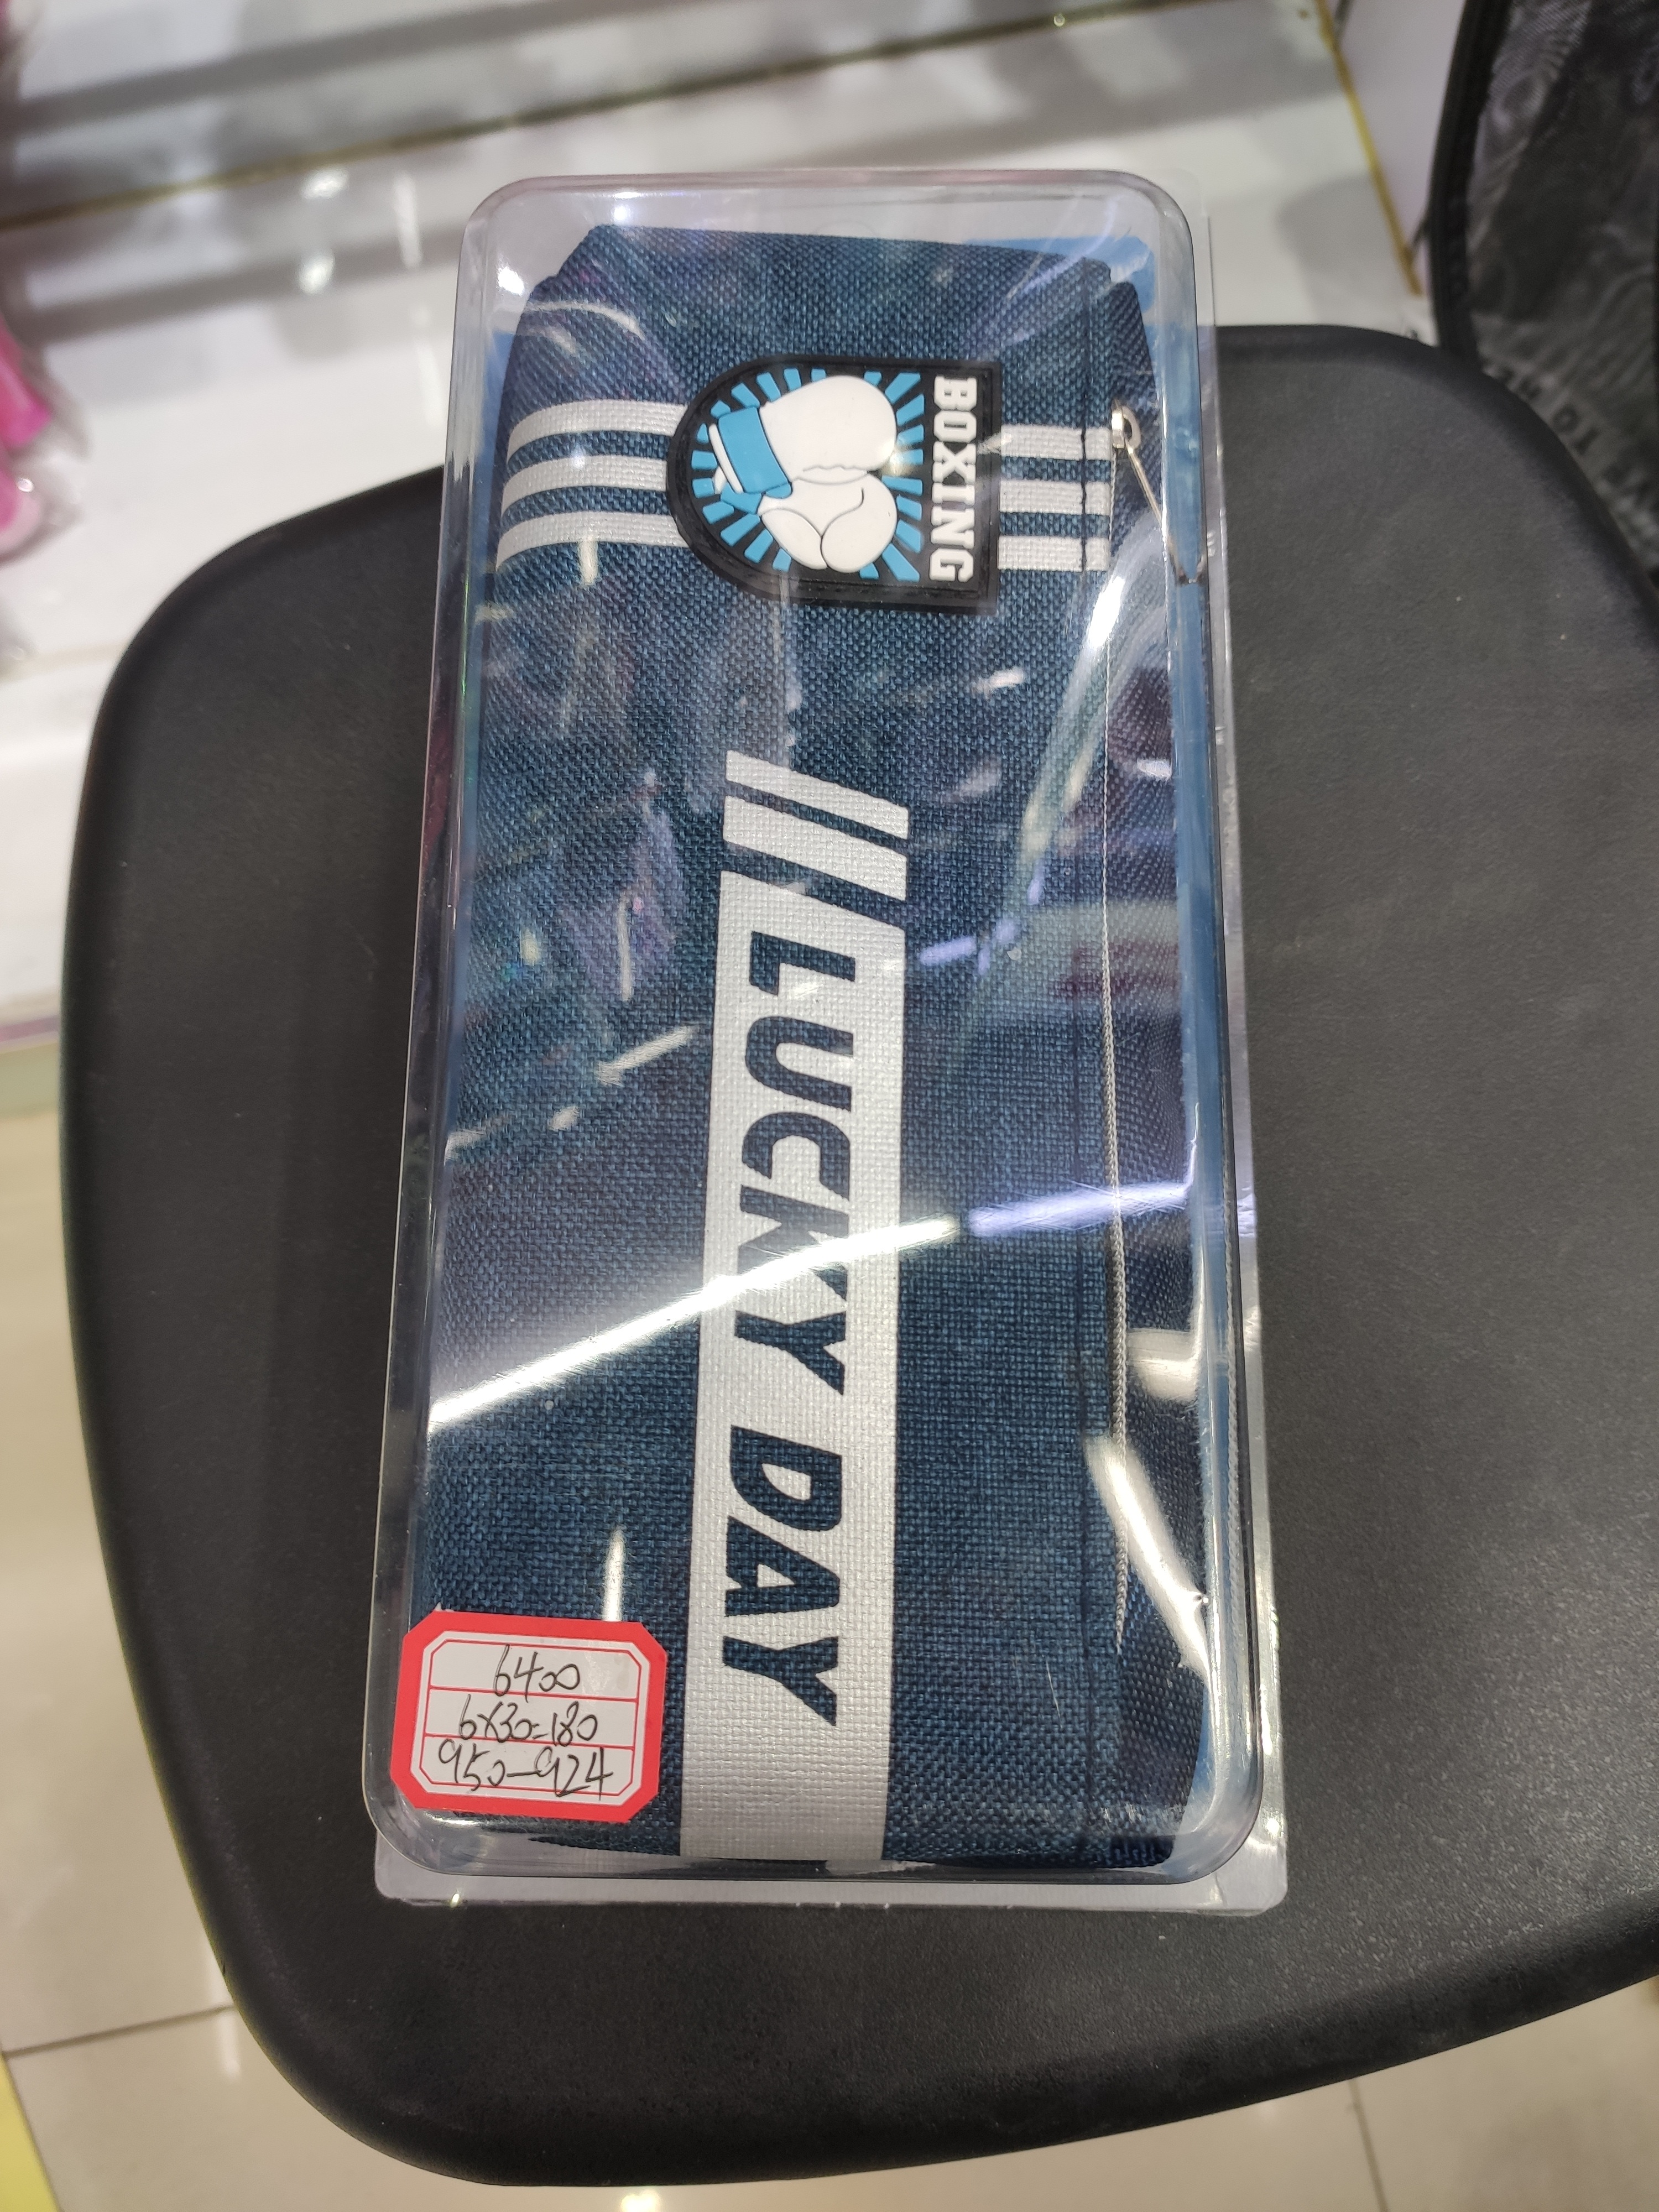 BOXING
LUCKY DAY
6400
6x30=180
950-924